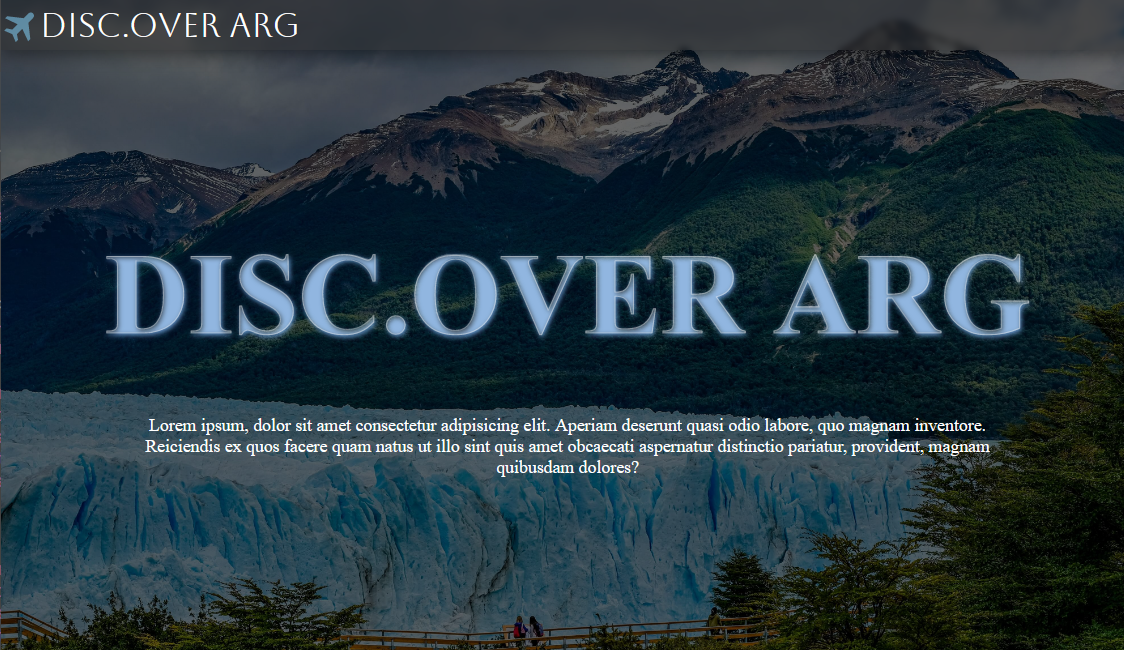 DISC.OVER ARG
DISC.OVER ARG
Lorem ipsum, dolor sit amet consectetur adipisicing elit. Aperiam deserunt quasi odio labore, quo magnam inventore.
Reiciendis ex quos facere quam natus ut illo sint quis amet obcaecati aspernatur distinctio pariatur, provident, magnam
quibusdam dolores?